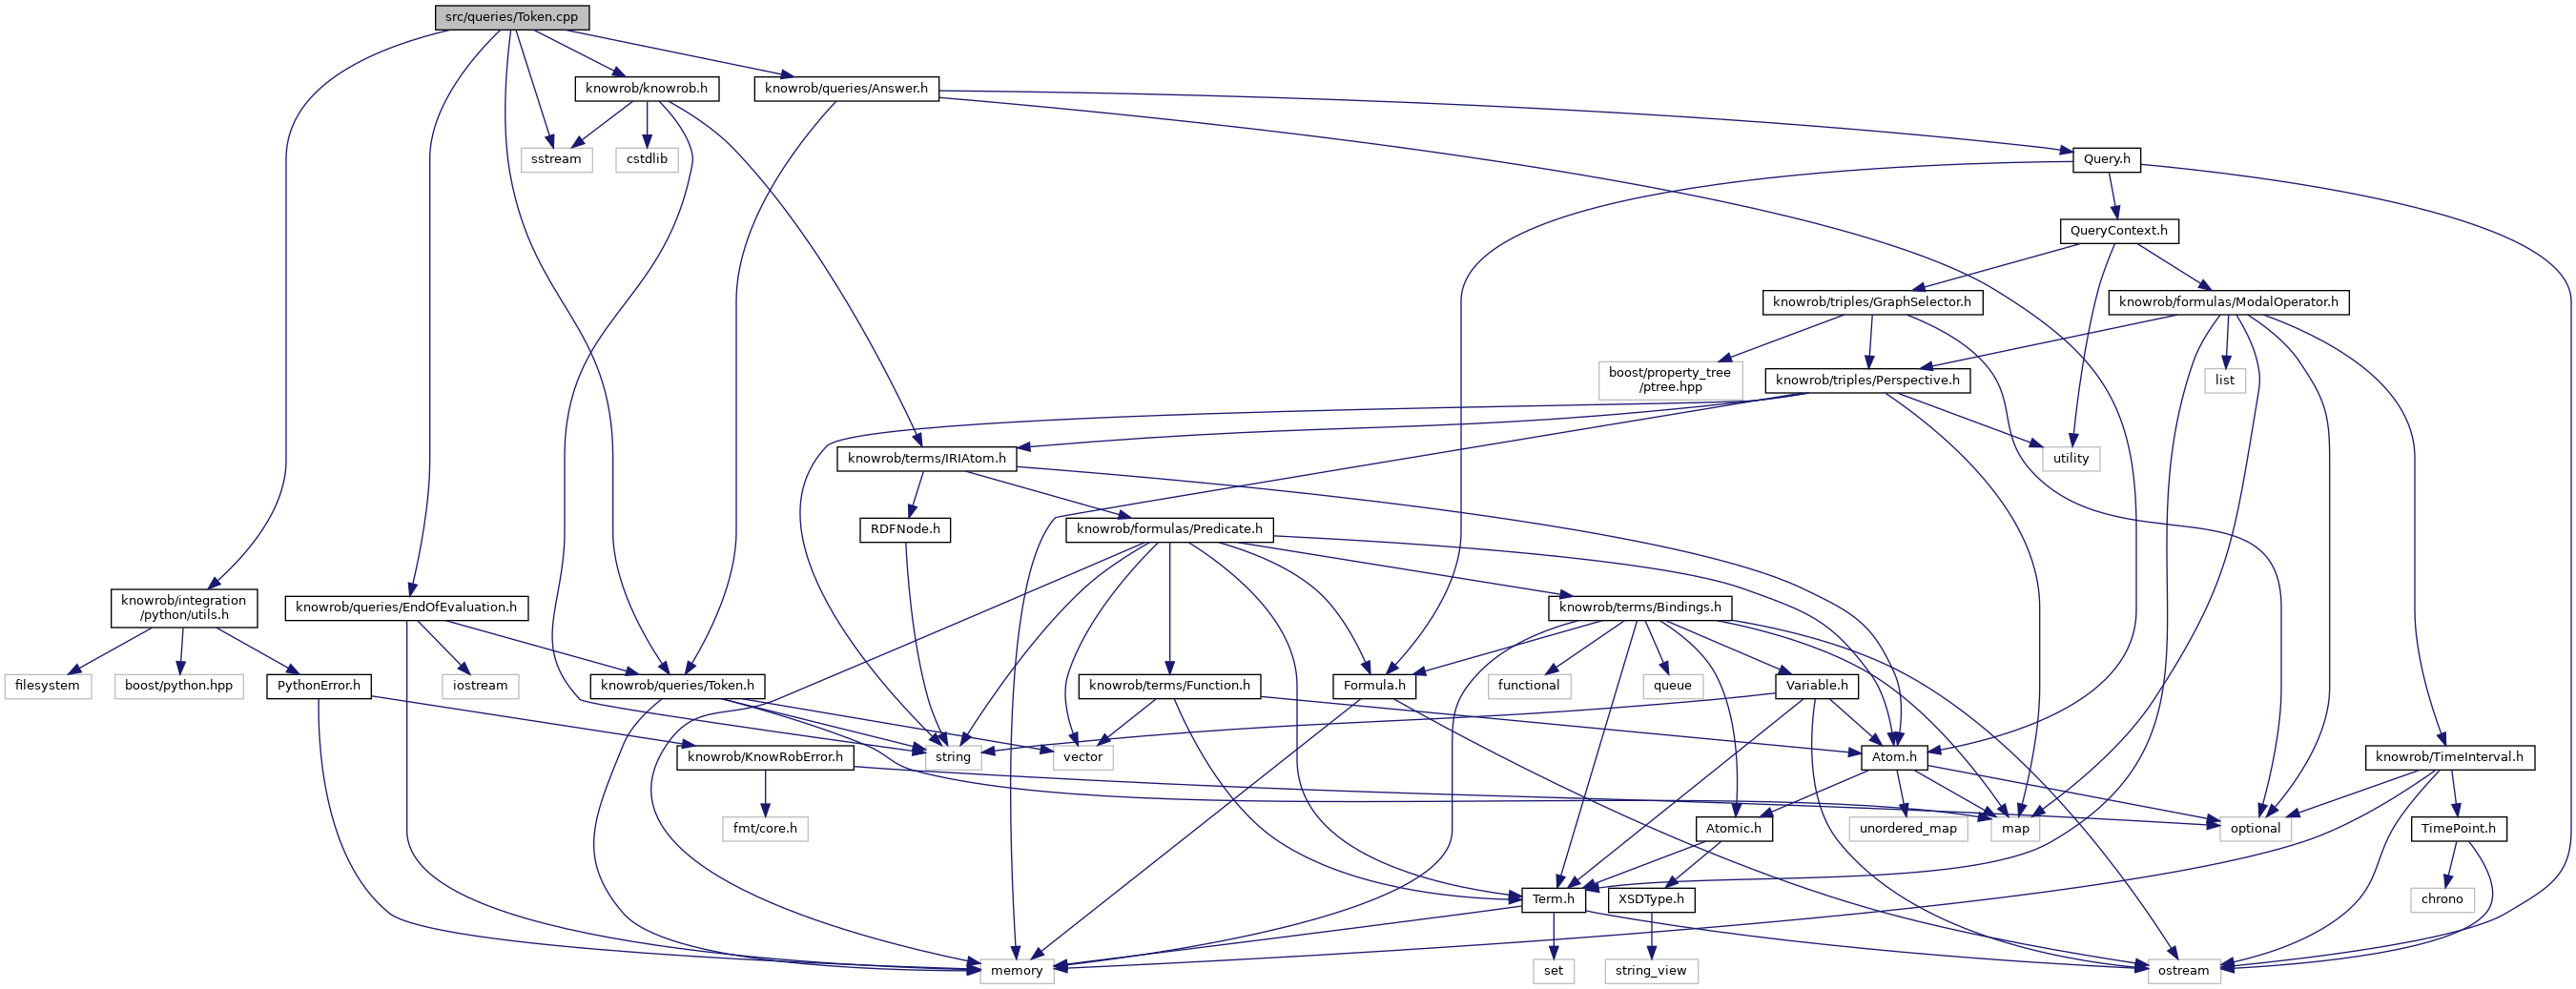 src/queries/Token.cpp
knowrob/knowrob.h
knowrob/queries/Answer.h
sstream
cstdlib
Query.h
QueryContext.h
knowrob/triples/GraphSelector.h
knowrob/formulas/ModalOperator.h
boost/property_tree
/ptree.hpp
knowrob/triples/Perspective.h
list
knowrob/terms/IRIAtom.h
utility
RDFNode.h
knowrob/formulas/Predicate.h
knowrob/integration
/python/utils.h
knowrob/queries/EndOfEvaluation.h
knowrob/terms/Bindings.h
filesystem
boost/python.hpp
PythonError.h
iostream
knowrob/queries/Token.h
knowrob/terms/Function.h
Formula.h
functional
queue
Variable.h
knowrob/KnowRobError.h
string
vector
Atom.h
knowrob/TimeInterval.h
fmt/core.h
Atomic.h
unordered_map
map
optional
TimePoint.h
Term.h
XSDType.h
chrono
memory
set
string_view
ostream